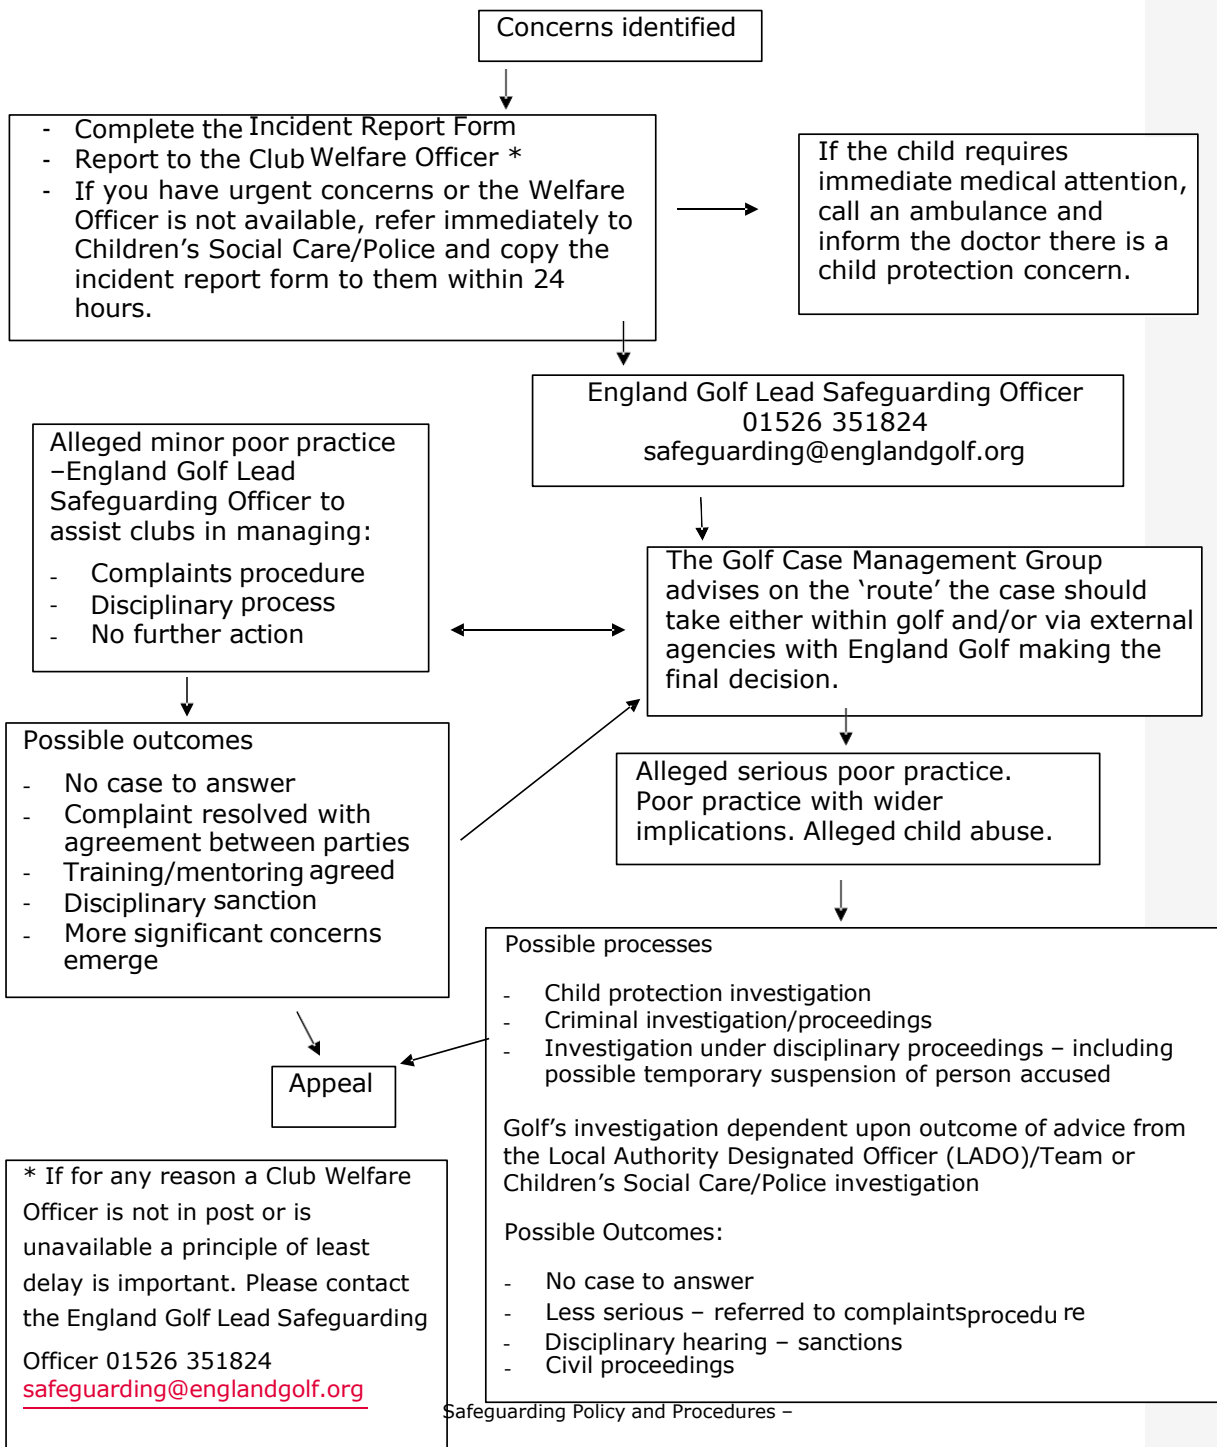 Concerns identified
- Complete the Incident Report Form
- Report to the Club Welfare Officer *
- If you have urgent concerns or the Welfare
Officer is not available, refer immediately to
Children’s Social Care/Police and copy the
incident report form to them within 24
hours.
If the child requires
immediate medical attention,
call an ambulance and
inform the doctor there is a
child protection concern.
England Golf Lead Safeguarding Officer
01526 351824
safeguarding@englandgolf.org
Alleged minor poor practice
–England Golf Lead
Safeguarding Officer to
assist clubs in managing:
- Complaints procedure
- Disciplinary process
- No further action
The Golf Case Management Group
advises on the ‘route’ the case should
take either within golf and/or via external
agencies with England Golf making the
final decision.
Possible outcomes
- No case to answer
- Complaint resolved with
agreement between parties
- Training/mentoring agreed
- Disciplinary sanction
- More significant concerns
emerge
Alleged serious poor practice.
Poor practice with wider
implications. Alleged child abuse.
Possible processes
- Child protection investigation
- Criminal investigation/proceedings
- Investigation under disciplinary proceedings – including
possible temporary suspension of person accused
Golf’s investigation dependent upon outcome of advice from
the Local Authority Designated Officer (LADO)/Team or
Children’s Social Care/Police investigation
Possible Outcomes:
- No case to answer
- Less serious – referred to complaintsprocedu re
- Disciplinary hearing – sanctions
- Civil proceedings
Appeal
* If for any reason a Club Welfare
Officer is not in post or is
unavailable a principle of least
delay is important. Please contact
the England Golf Lead Safeguarding
Officer 01526 351824
safeguarding@englandgolf.org
Safeguarding Policy and Procedures –